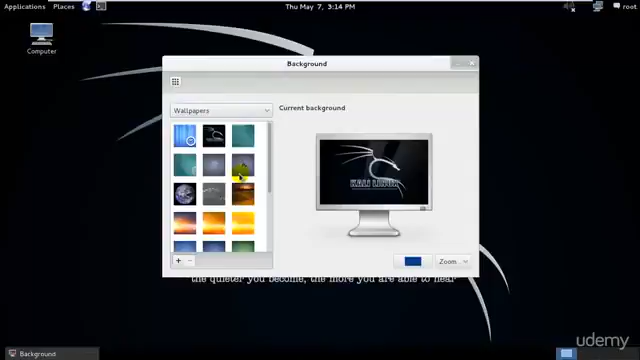 Applications Places Thu May 7, 3:14 PM root
Computer
Background
Wallpapers
Current background
KALI LINUX
Zoom...
the quieter you become, the more you are able to hear
Background
udemy